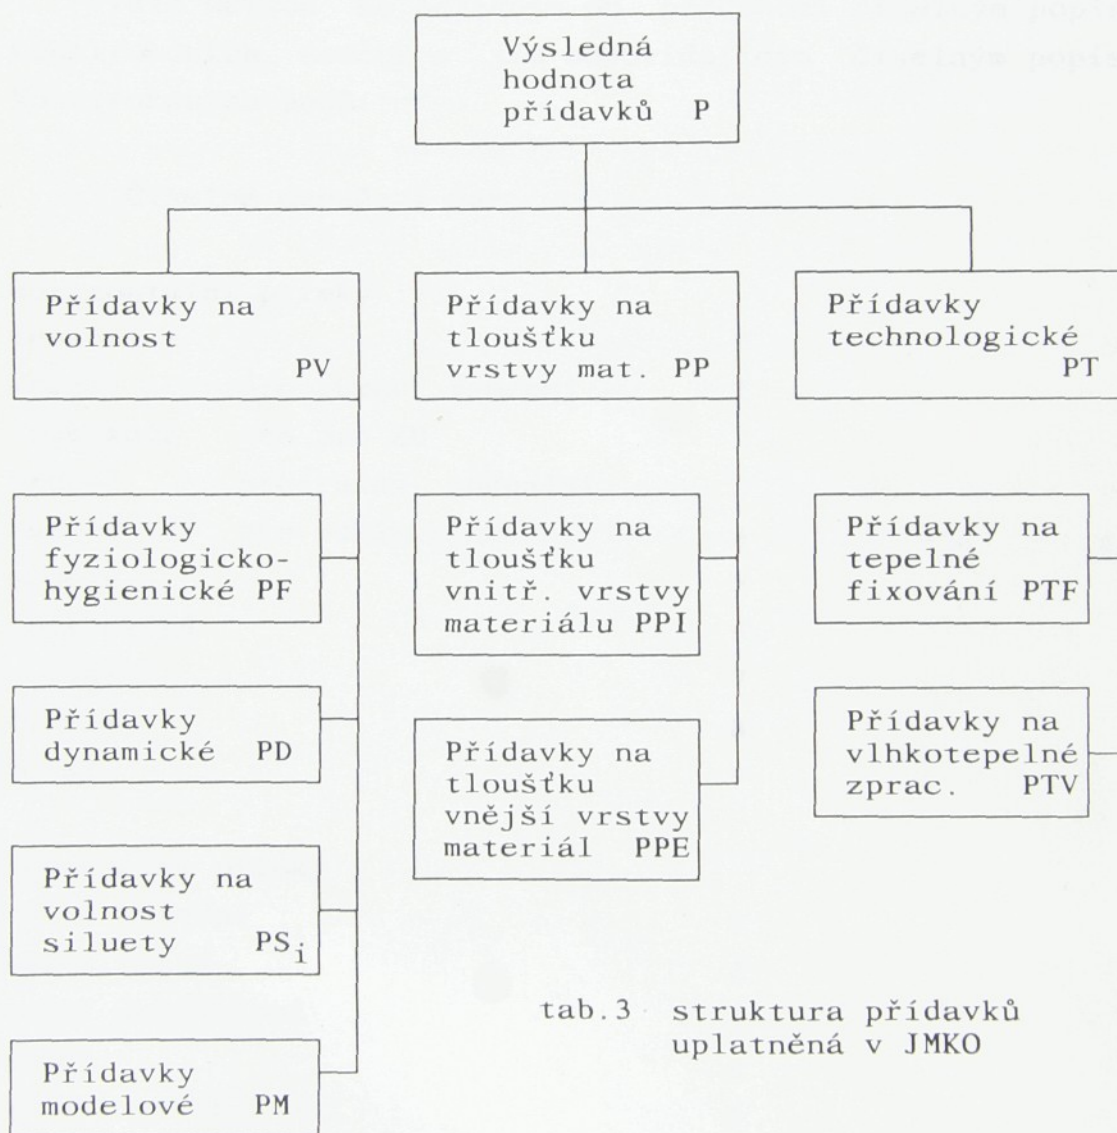 Výsledná
hodnota
přídavků P
Přídavky na
volnost
PV
Přídavky na
tloušťku
vrstvy mat. PP
Přídavky
technologické
PT
Přídavky
fyziologicko-
hygienické PF
Přídavky na
tloušťku
vnitř. vrstvy
materiálu PPI
Přídavky na
tepelné
fixování PTF
Přídavky
dynamické PD
Přídavky na
tloušťku
vnější vrstvy
materiál PPE
Přídavky na
vlhkotepelné
zprac. PTV
Přídavky na
volnost
siluety PSi
Přídavky
modelové PM
tab.3 struktura přídavků
uplatněná v JMKO